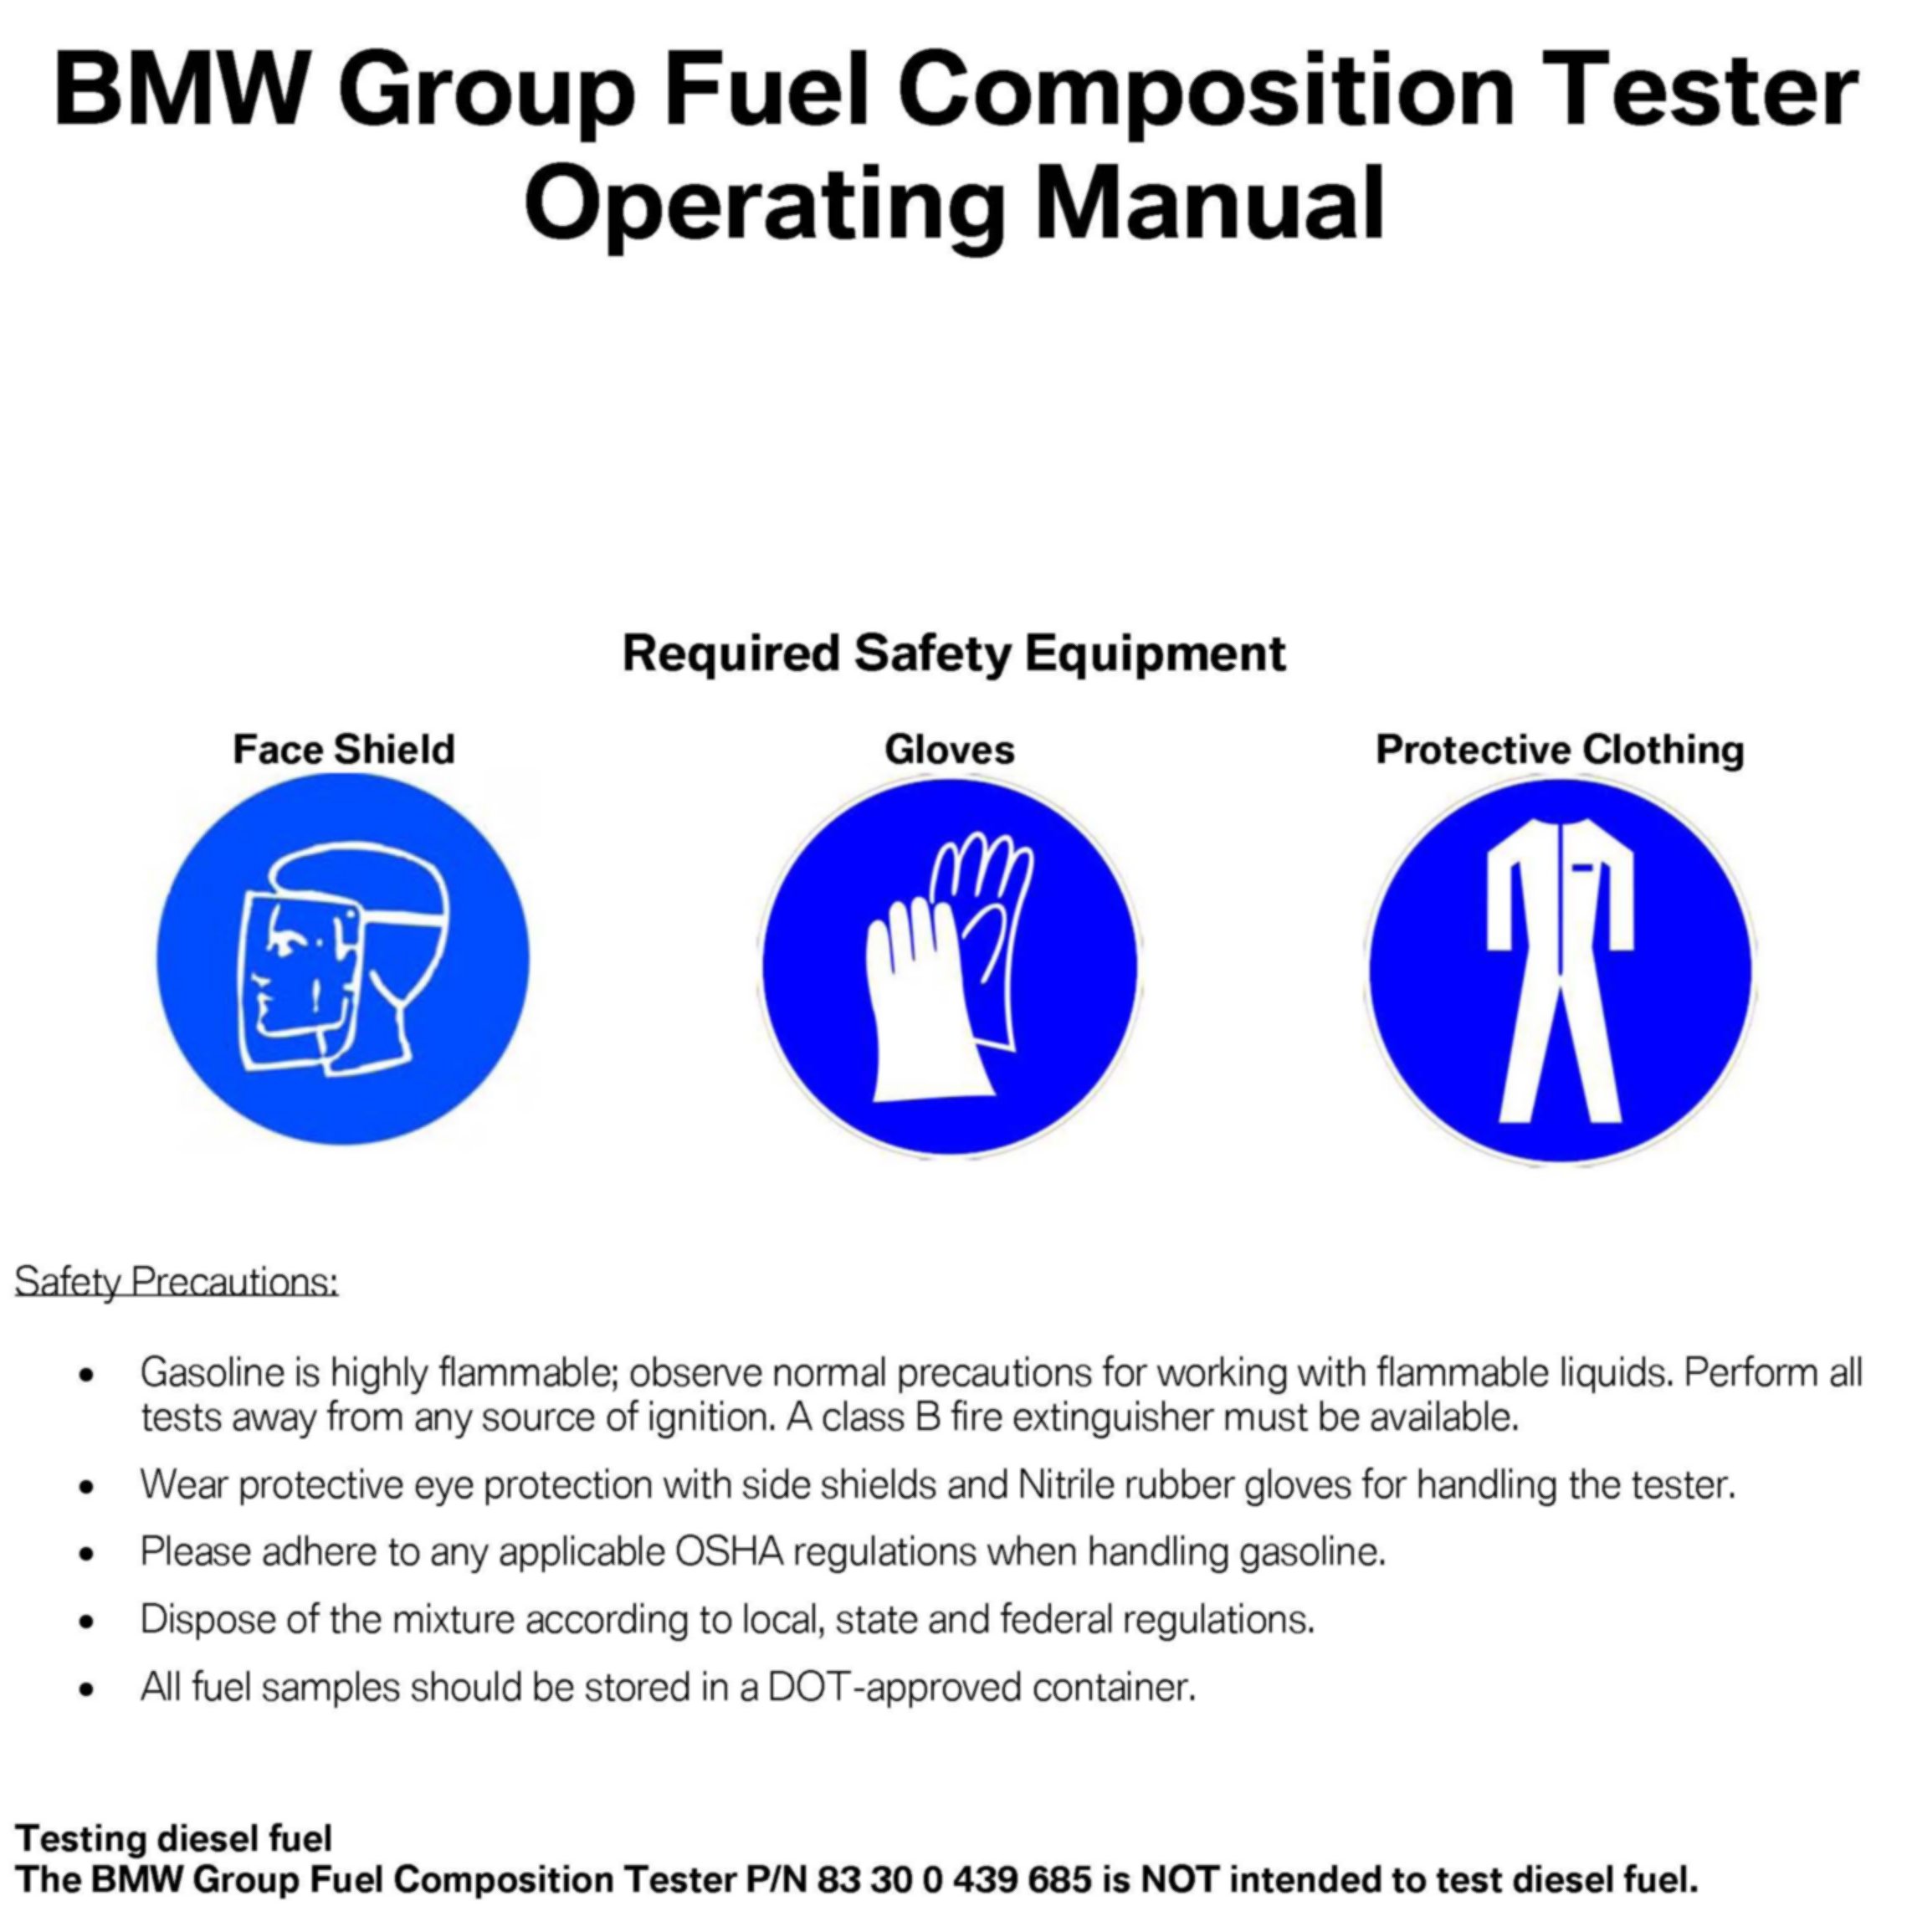 BMW Group Fuel Composition Tester
Operating Manual
Required Safety Equipment
Face Shield
Gloves
Protective Clothing
Safety Precautions:
• Gasoline is highly flammable; observe normal precautions for working with flammable liquids. Perform all
tests away from any source of ignition. A class B fire extinguisher must be available.
• Wear protective eye protection with side shields and Nitrile rubber gloves for handling the tester.
• Please adhere to any applicable OSHA regulations when handling gasoline.
• Dispose of the mixture according to local, state and federal regulations.
• All fuel samples should be stored in a DOT-approved container.
Testing diesel fuel
The BMW Group Fuel Composition Tester P/N 83 30 0 439 685 is NOT intended to test diesel fuel.